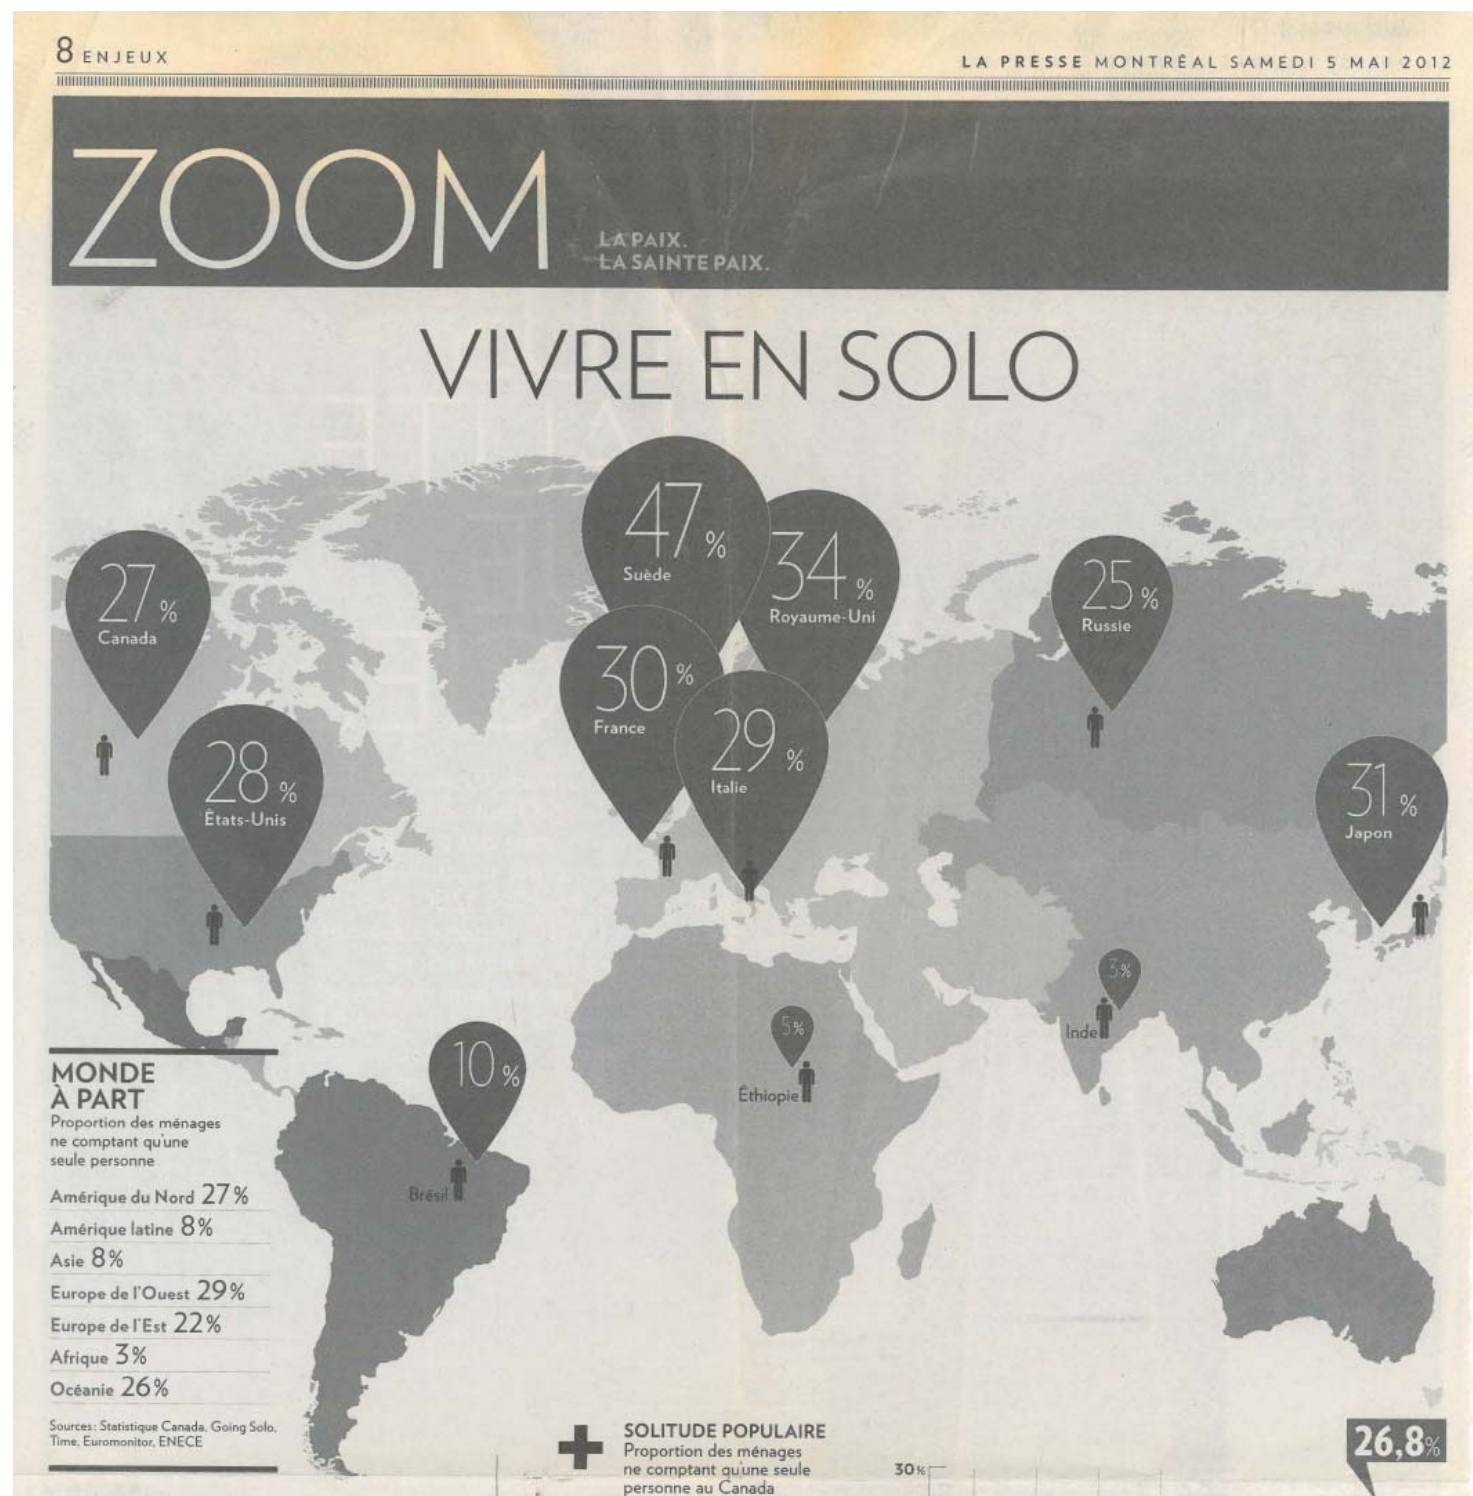 8 ENJEUX
LA PRESSE MONTRÉAL SAMEDI 5 MAI 2012
ZOOM
LA PAIX.
LA SAINTE PAIX.
VIVRE EN SOLO
47 %
Suède
34 %
Royaume-Uni
27 %
Canada
25 %
Russie
30 %
France
29 %
Italie
28 %
États-Unis
31 %
Japon
3%
Inde
5%
Éthiopie
10 %
Brésil
MONDE
À PART
Proportion des ménages
ne comptant qu'une
seule personne
Amérique du Nord 27%
Amérique latine 8%
Asie 8%
Europe de l'Ouest 29%
Europe de l'Est 22%
Afrique 3%
Océanie 26%
Sources: Statistique Canada, Going Solo,
Time, Euromonitor, ENECE
SOLITUDE POPULAIRE
Proportion des ménages
ne comptant qu'une seule
personne au Canada
30%
26,8%